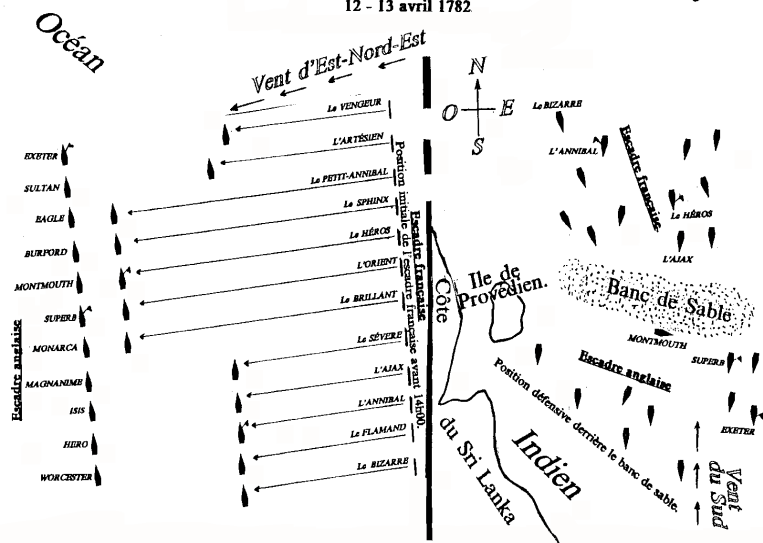 12 - 13 avril 1782
Océan
Vent d'Est-Nord-Est
Le VENGEUR
L'ARTÉSIEN
Le PETIT-ANNIBAL
Le SPHINX
Le HÉROS
L'ORIENT
Le BRILLANT
Le SÉVERE
L'AJAX
L'ANNIBAL
Le FLAMAND
Le BIZARRE
EXETER
SULTAN
EAGLE
BURFORD
MONTMOUTH
SUPERB
MONARCA
MAGNANIME
ISIS
HERO
WORCESTER
Escadre anglaise
Position initiale de l'escadre française avant 14h00.
Escadre française
N
O
E
S
Côte
du Sri Lanka
Ile de
Provédien.
Indien
Le BIZARRE
L'ANNIBAL
Escadre française
Le HÉROS
L'AJAX
Banc de Sable
MONTMOUTH
SUPERB
Escadre anglaise
EXETER
Position défensive derrière le banc de sable.
Vent
du Sud